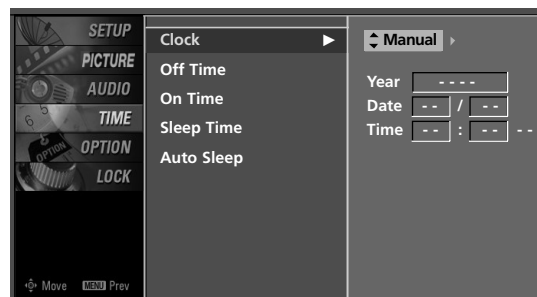 SETUP
PICTURE
AUDIO
TIME
OPTION
LOCK
Move MENU Prev
Clock
Off Time
On Time
Sleep Time
Auto Sleep
Manual
Year - - - -
Date - - / - -
Time - - : - - - -